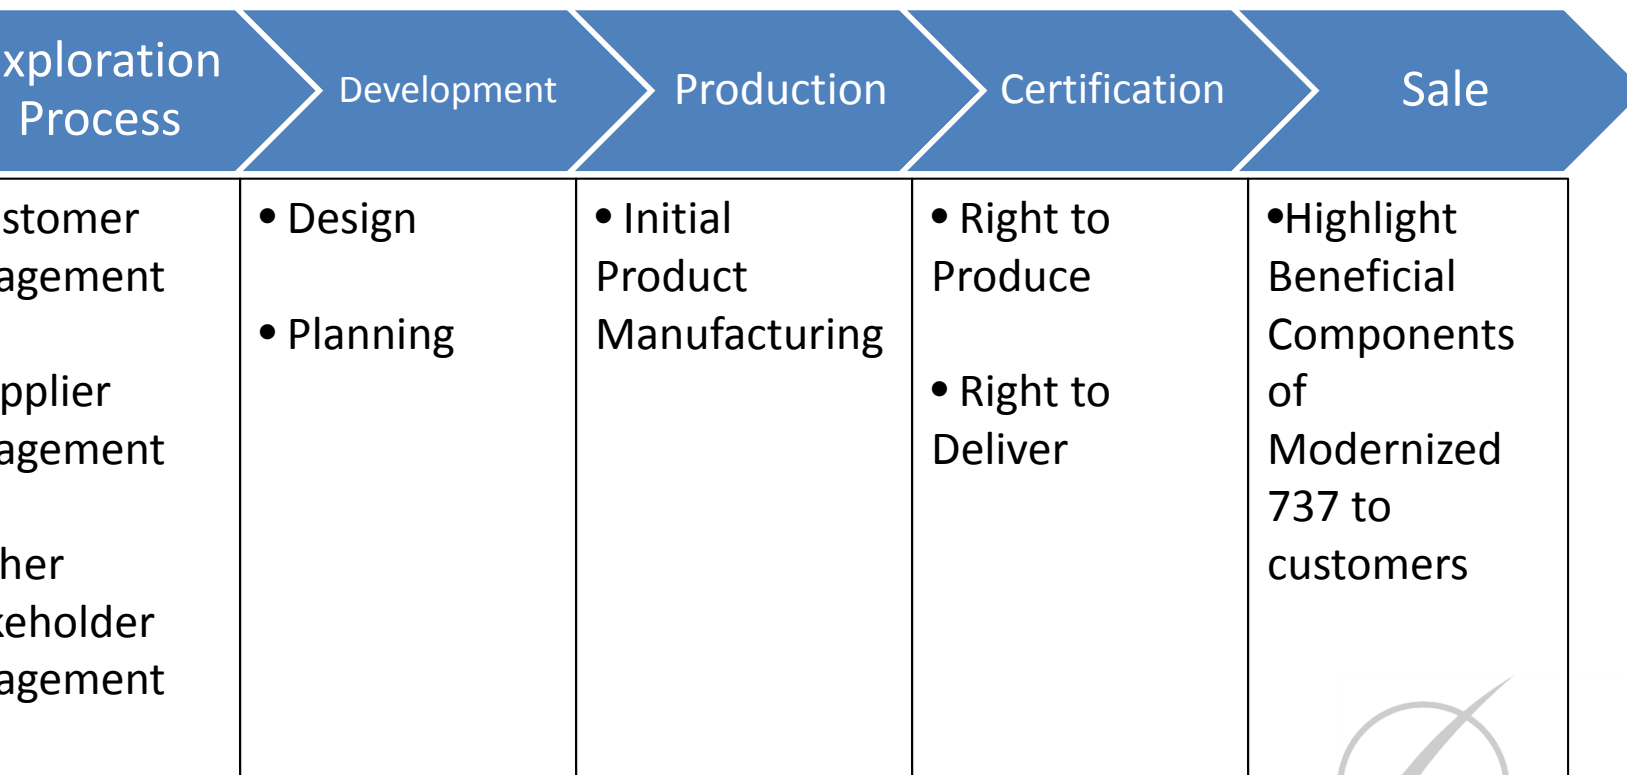 xploration
Process
Development
Production
Certification
Sale
stomer
agement
pplier
agement
her
keholder
agement
• Design
• Planning
• Initial
Product
Manufacturing
• Right to
Produce
• Right to
Deliver
•Highlight
Beneficial
Components
of
Modernized
737 to
customers